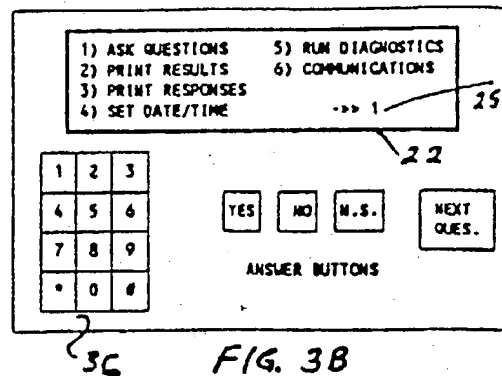 1) ASK QUESTIONS 5) RUN DIAGNOSTICS
2) PRINT RESULTS 6) COMMUNICATIONS
3) PRINT RESPONSES
4) SET DATE/TIME ->> 1
25
22
1 2 3
4 5 6 YES NO N.S. NEXT
7 8 9 QUES.
* 0 # ANSWER BUTTONS
36 FIG. 3B